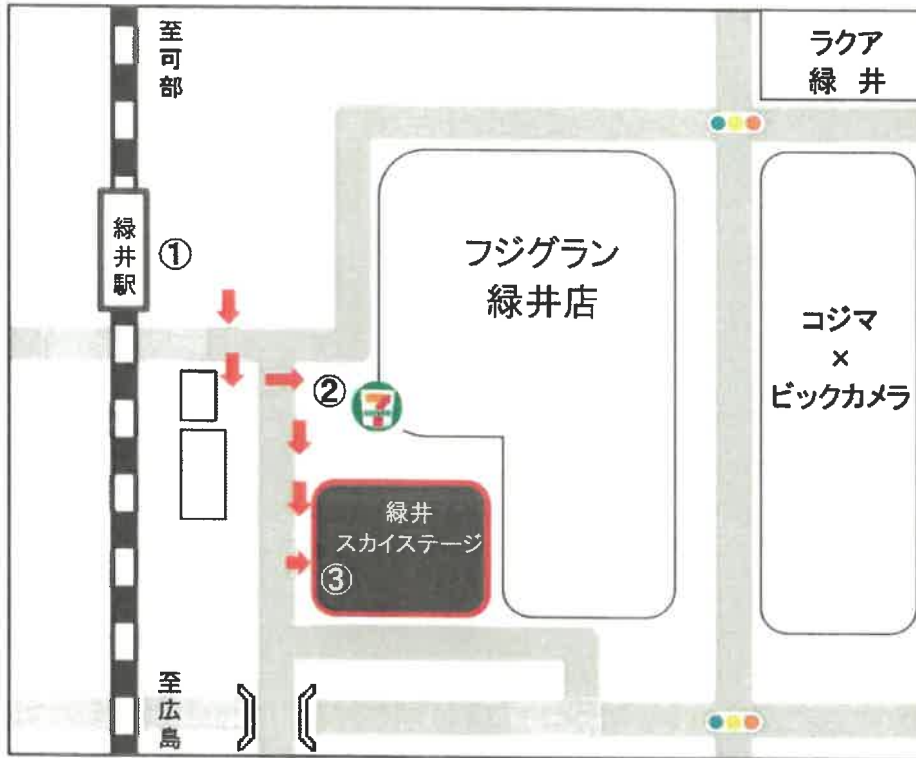 至可部
ラクア
緑 井
緑井駅
①
フジグラン
緑井店
コジマ
×
ビックカメラ
②
7
緑井
スカイステージ
③
至広島